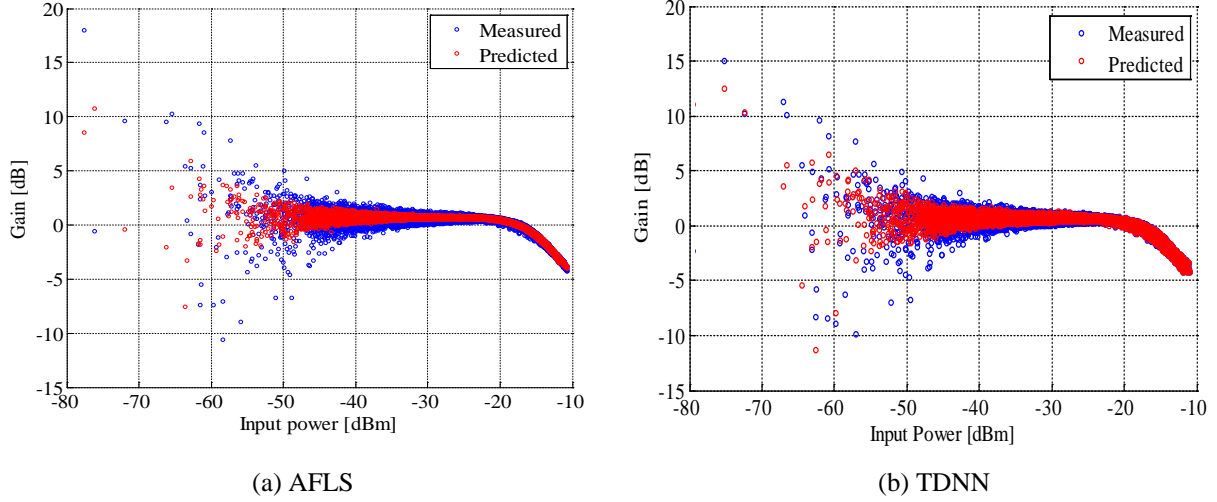 20
15
10
5
0
-5
-10
-15
Gain [dB]
Measured
Predicted
-80 -70 -60 -50 -40 -30 -20 -10
Input power [dBm]
(a) AFLS
20
15
10
5
0
-5
-10
-15
Gain [dB]
Measured
Predicted
-80 -70 -60 -50 -40 -30 -20 -10
Input Power [dBm]
(b) TDNN